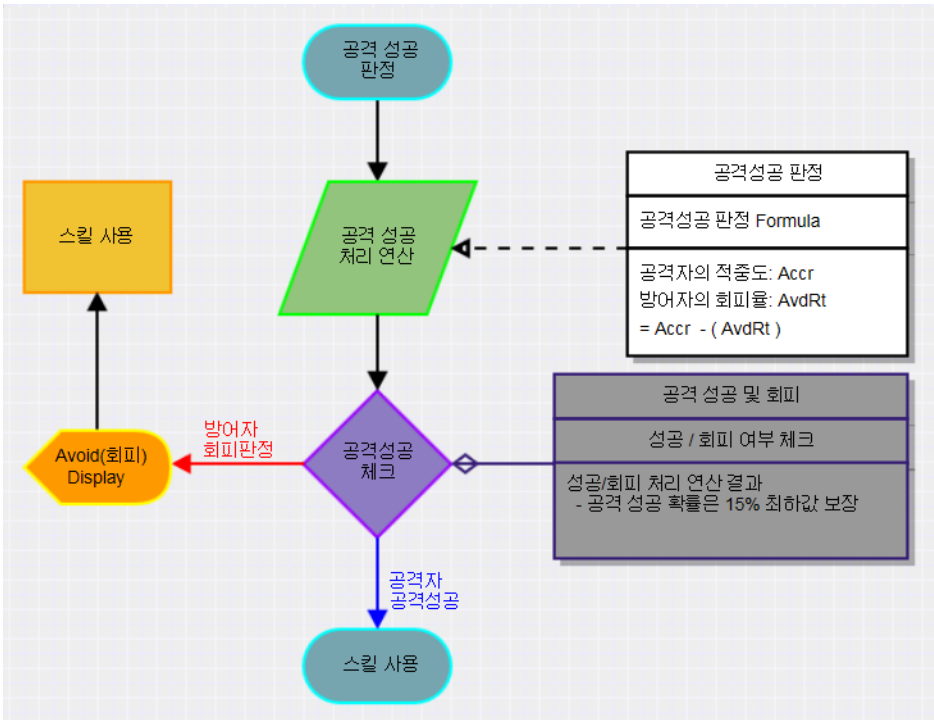 공격 성공
판정
공격성공 판정
공격성공 판정 Formula
스킬 사용
공격 성공
처리 연산
공격자의 적중도: Accr
방어자의 회피율: AvdRt
= Accr - ( AvdRt )
공격 성공 및 회피
성공 / 회피 여부 체크
방어자
회피판정
공격성공
체크
Avoid(회피)
Display
성공/회피 처리 연산 결과
- 공격 성공 확률은 15% 최하값 보장
공격자
공격성공
스킬 사용